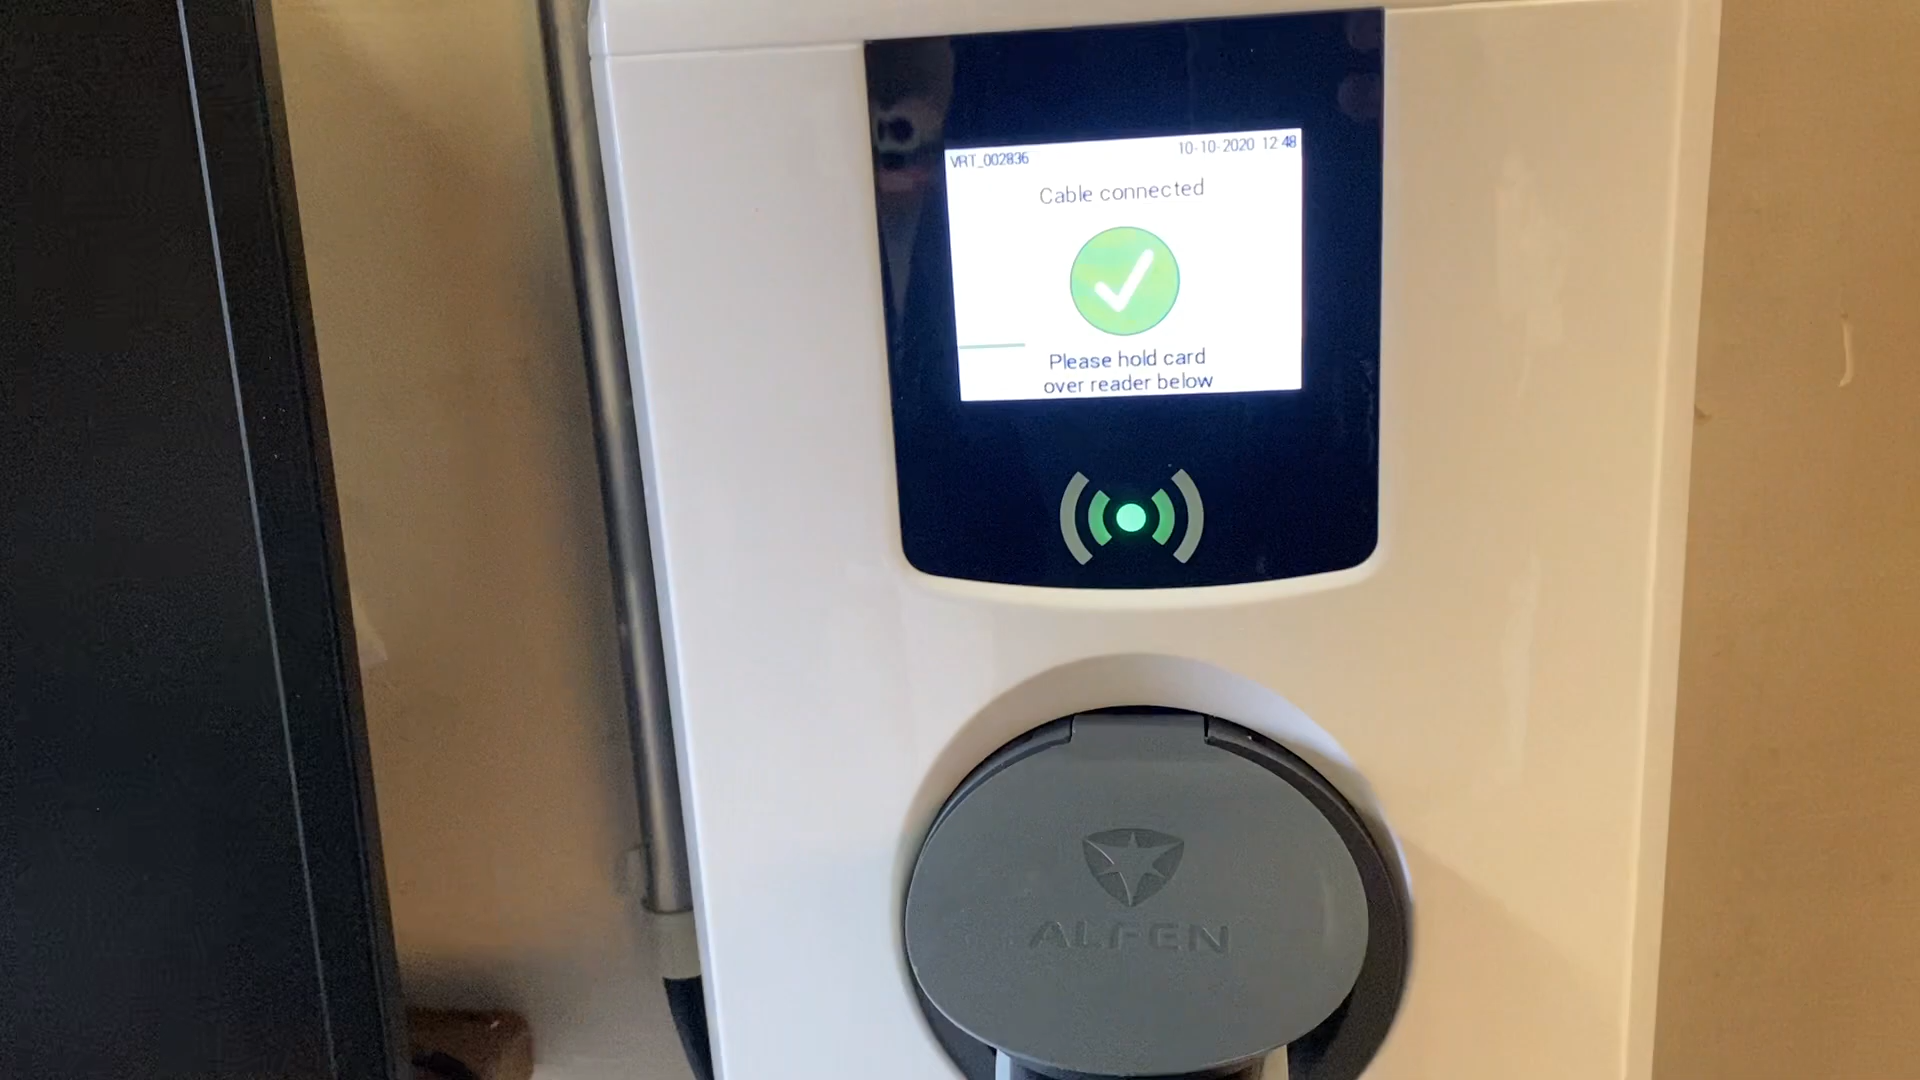 VRT_002836
10-10-2020 12:48
Cable connected
Please hold card
over reader below
ALFEN